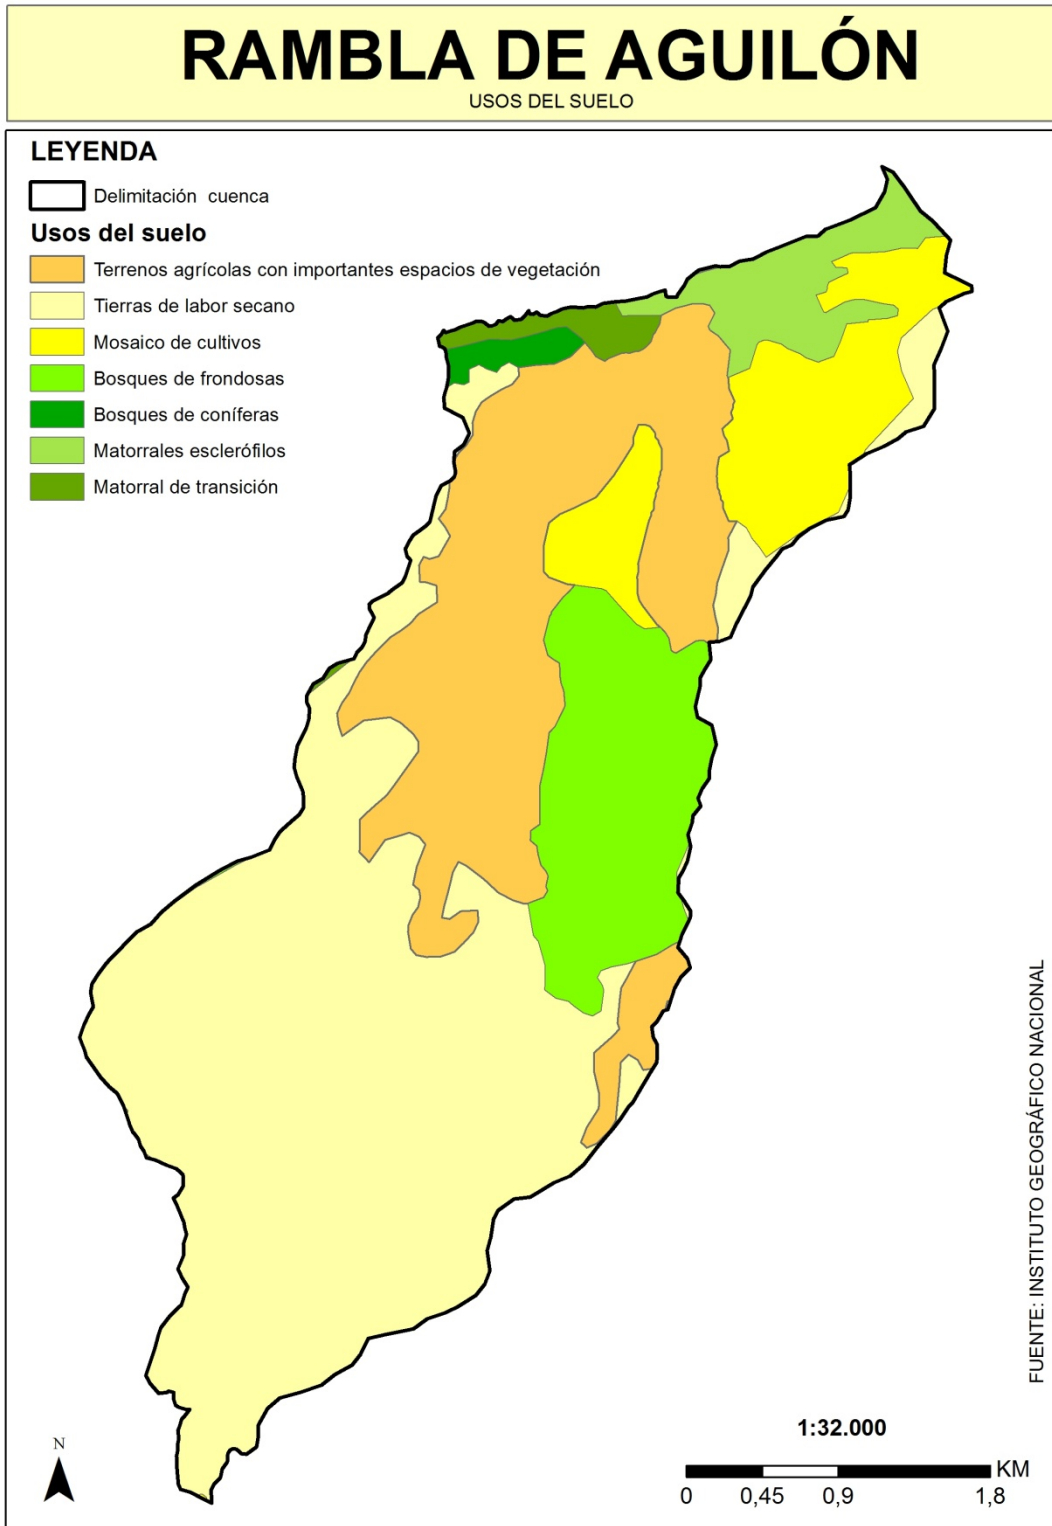 RAMBLA DE AGUILÓN
USOS DEL SUELO
LEYENDA
Delimitación cuenca
Usos del suelo
Terrenos agrícolas con importantes espacios de vegetación
Tierras de labor secano
Mosaico de cultivos
Bosques de frondosas
Bosques de coníferas
Matorrales esclerófilos
Matorral de transición
FUENTE: INSTITUTO GEOGRÁFICO NACIONAL
N
1:32.000
KM
0 0,45 0,9 1,8